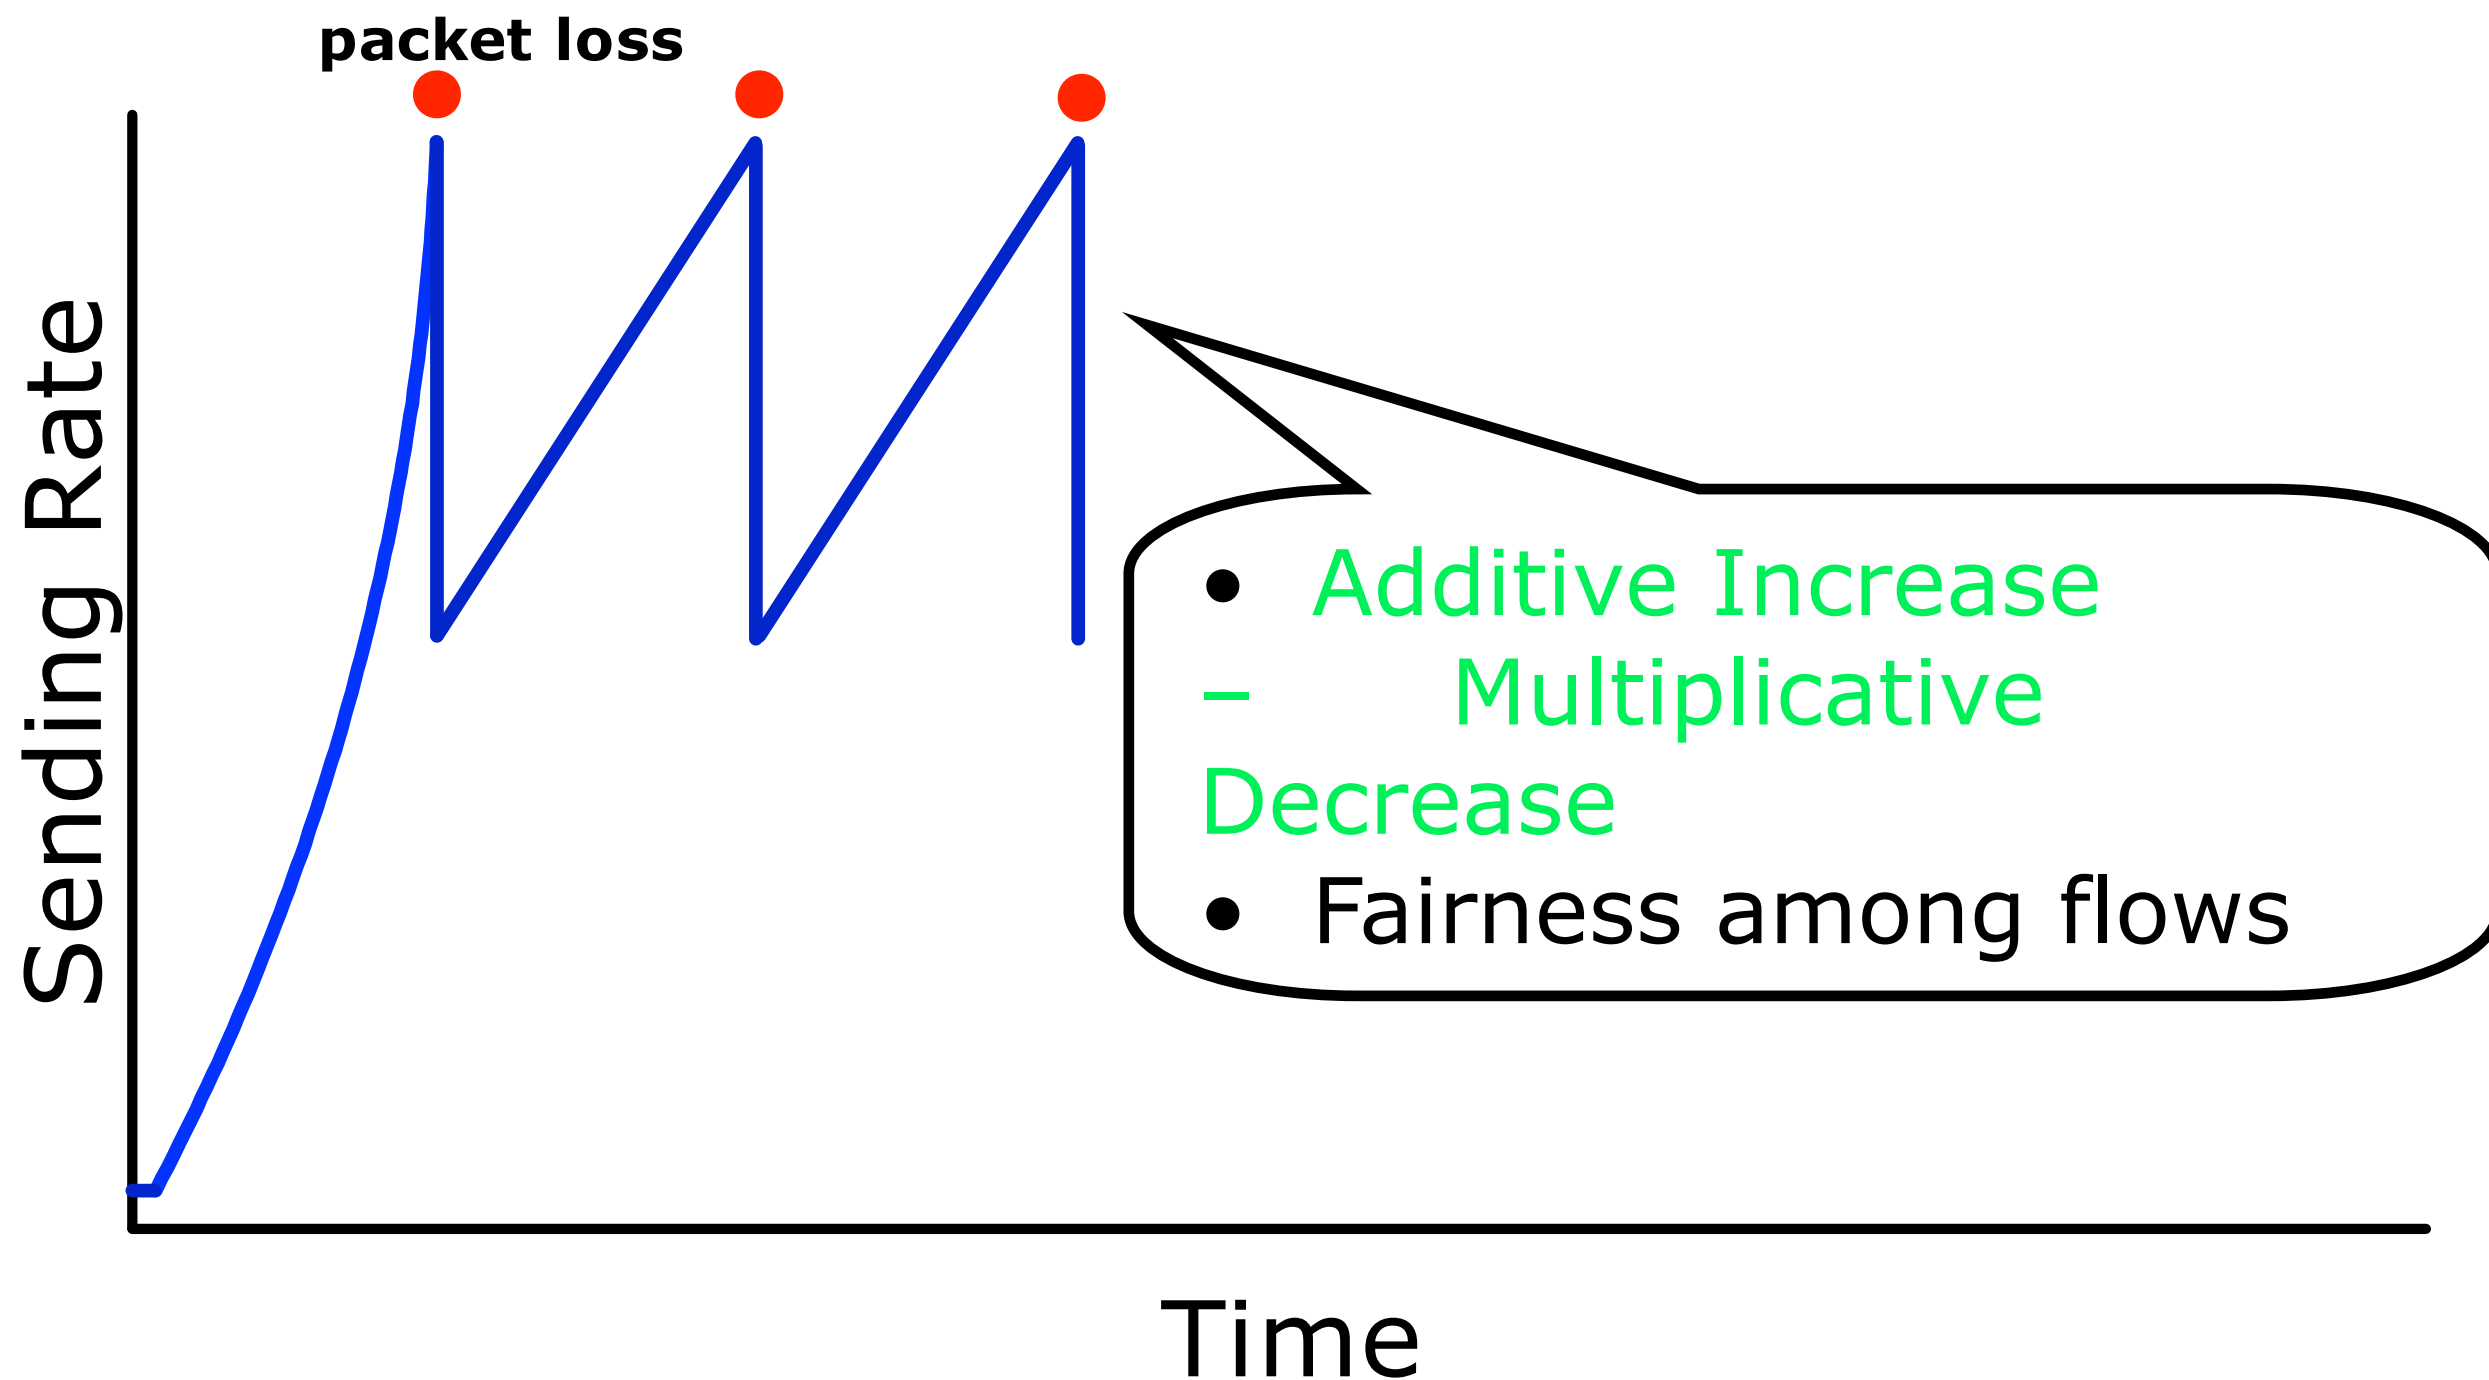 packet loss
Sending Rate
• Additive Increase
– Multiplicative
Decrease
• Fairness among flows
Time